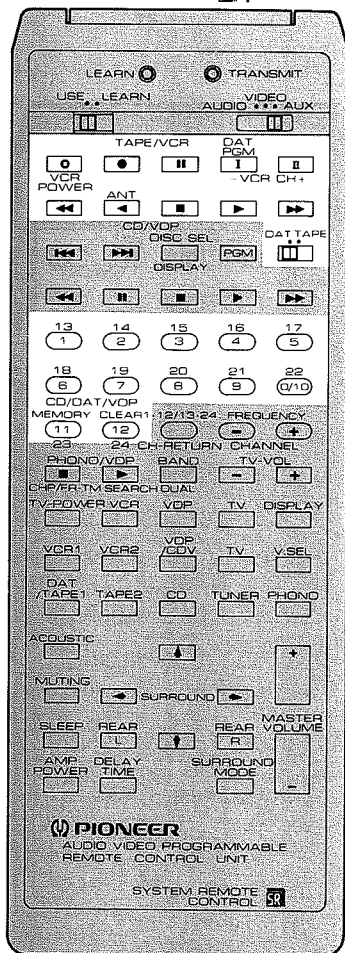 LEARN TRANSMIT
USE LEARN VIDEO
AUDIO AUX
TAPE/VCR DAT
PGM
I II
VCR -VCR CH+
POWER
ANT
CD/VDP DAT TAPE
DISC SEL
PGM
DISPLAY
13 14 15 16 17
1 2 3 4 5
18 19 20 21 22
6 7 8 9 0/10
CD/DAT/VDP
MEMORY CLEAR 1-12/13-24 FREQUENCY
11 12 - +
23 24 CH-RETURN CHANNEL
PHONO/VDP BAND TV-VOL
- +
CHP/FR-TM SEARCH DUAL
TV-POWER VCR VDP TV DISPLAY
VCR1 VCR2 VDP/CDV TV V.SEL
DAT
/TAPE1 TAPE2 CD TUNER PHONO
ACOUSTIC
+
MUTING
SURROUND
SLEEP REAR REAR MASTER
VOLUME
L R
AMP DELAY SURROUND
POWER TIME MODE
-
PIONEER
AUDIO VIDEO PROGRAMMABLE
REMOTE CONTROL UNIT
SYSTEM REMOTE
CONTROL SR